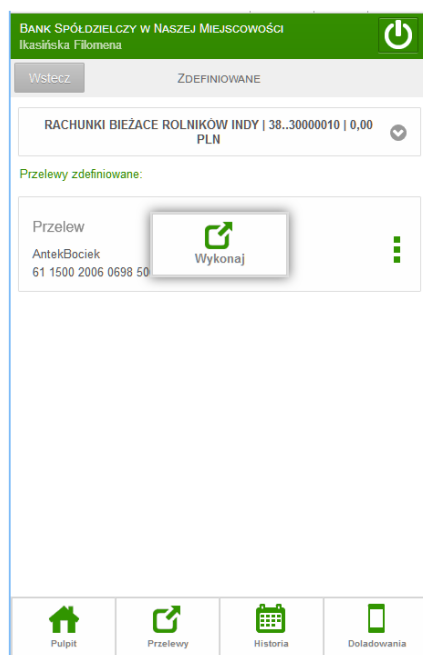 BANK SPÓŁDZIELCZY W NASZEJ MIEJSCOWOŚCI
Ikasińska Filomena
Wstecz
ZDEFINIOWANE
RACHUNKI BIEŻACE ROLNIKÓW INDY | 38..30000010 | 0,00
PLN
Przelewy zdefiniowane:
Przelew
AntekBociek
61 1500 2006 0698 50
Wykonaj
Pulpit
Przelewy
Historia
Doladowania